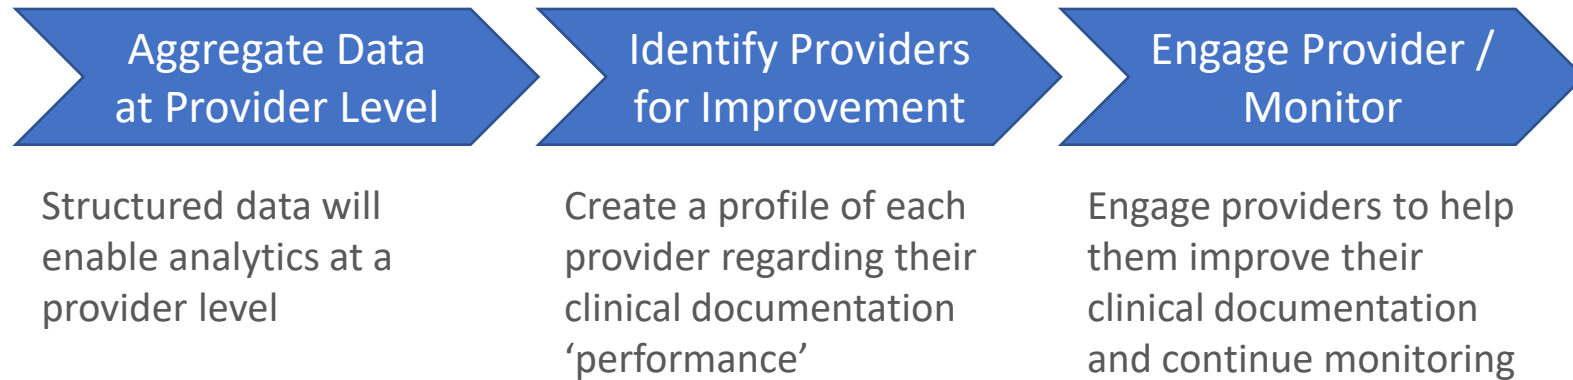 Aggregate Data
at Provider Level
Identify Providers
for Improvement
Engage Provider /
Monitor
Structured data will
enable analytics at a
provider level
Create a profile of each
provider regarding their
clinical documentation
‘performance’
Engage providers to help
them improve their
clinical documentation
and continue monitoring